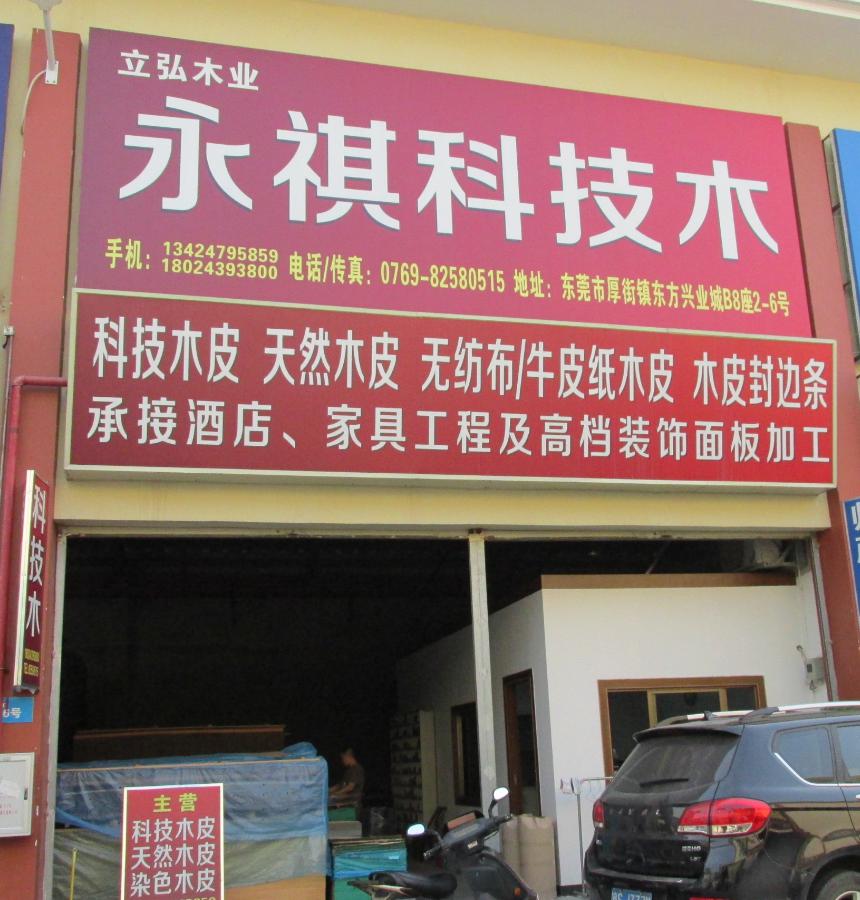 立弘木业
永祺科技木
手机：13424795859
18024393800
电话/传真：0769-82580515
地址：东莞市厚街镇东方兴业城B8座2-6号
科技木皮 天然木皮 无纺布/牛皮纸木皮 木皮封边条
承接酒店、家具工程及高档装饰面板加工
科技木
主营
科技木皮
天然木皮
染色木皮